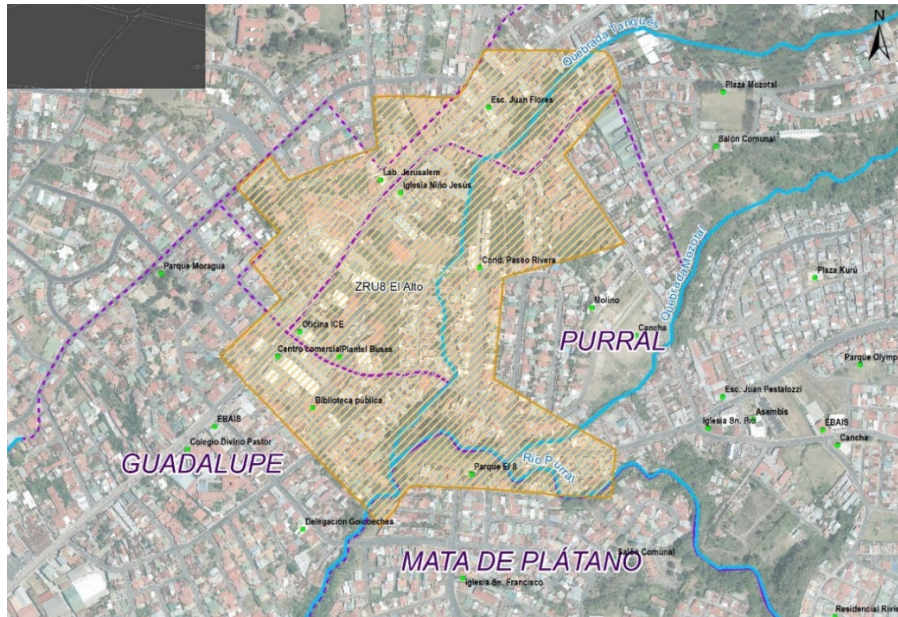 N
Quebrada Tanques
Plaza Mozotal
Esc. Juan Flores
Salón Comunal
Lab. Jerusalem
Iglesia Niño Jesús
Quebrada Mozotal
Parque Moragua
Cond. Paseo Rivera
Plaza Kurú
ZRU8 El Alto
Molino
Oficina ICE
Cancha
PURRAL
Centro comercial
Plantel Buses
Parque Olymp
Esc. Juan Pestalozzi
Biblioteca pública
Asembis
EBAIS
Iglesia Sn. Pío
EBAIS
Colegio Divino Pastor
Cancha
GUADALUPE
Río Purral
Parque El 8
Delegación Goicoechea
MATA DE PLÁTANO
Salón Comunal
Iglesia Sn. Francisco
Residencial Rivie